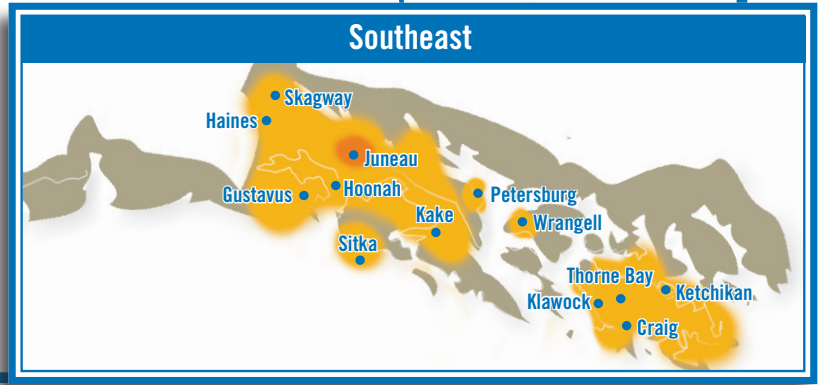 Southeast
Skagway
Haines
Juneau
Gustavus
Hoonah
Petersburg
Kake
Wrangell
Sitka
Thorne Bay
Ketchikan
Klawock
Craig